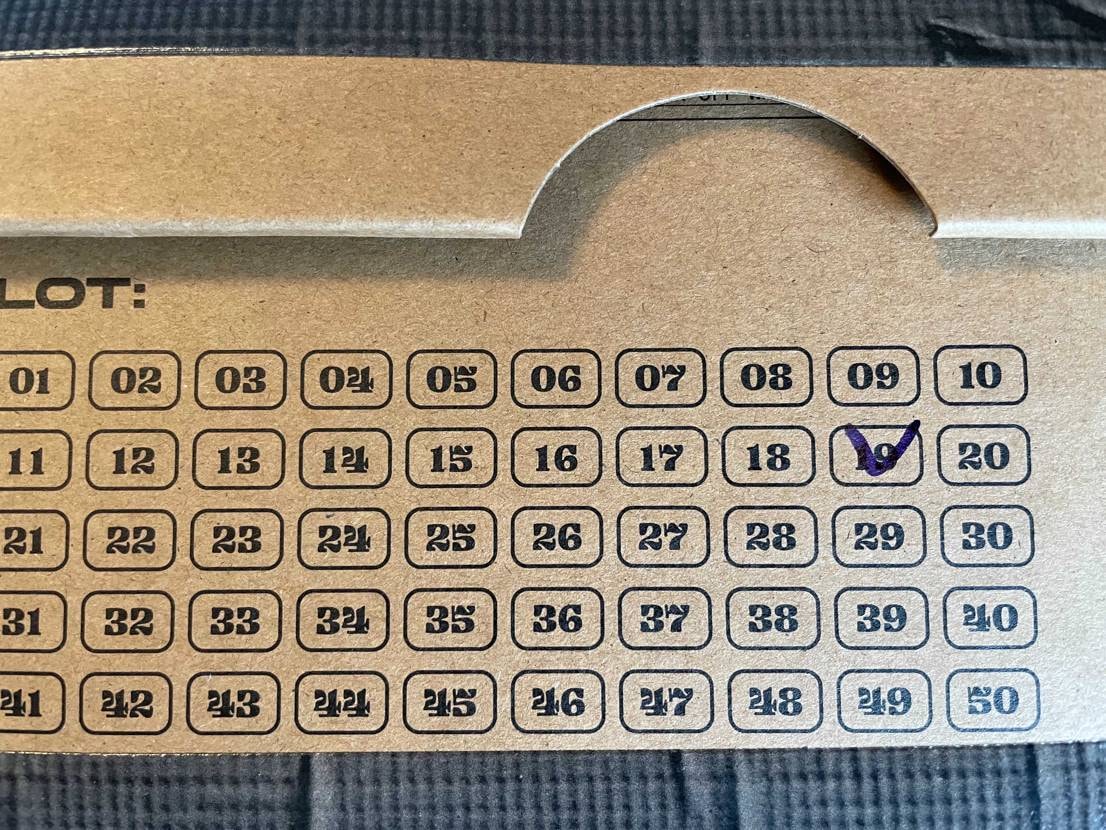 LOT:
01 02 03 04 05 06 07 08 09 10
11 12 13 14 15 16 17 18 19 20
21 22 23 24 25 26 27 28 29 30
31 32 33 34 35 36 37 38 39 40
41 42 43 44 45 46 47 48 49 50